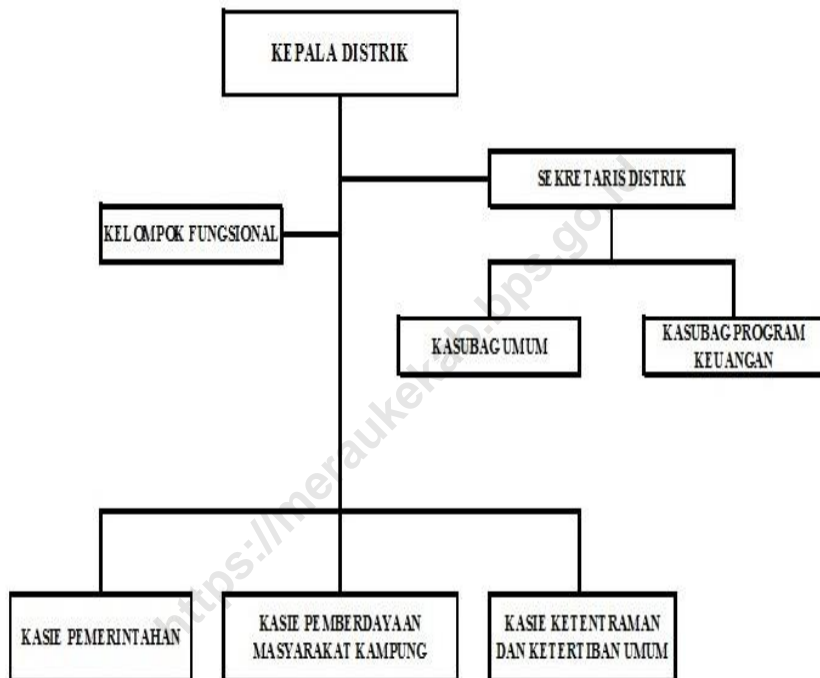 KEPALA DISTRIK
SEKRETARIS DISTRIK
KELOMPOK FUNGSIONAL
KASUBAG UMUM
KASUBAG PROGRAM
KEUANGAN
KASIE PEMERINTAHAN
KASIE PEMBERDAYAAN
MASYARAKAT KAMPUNG
KASIE KETENTRAMAN
DAN KETERTIBAN UMUM
https://meraukekab.bps.go.id